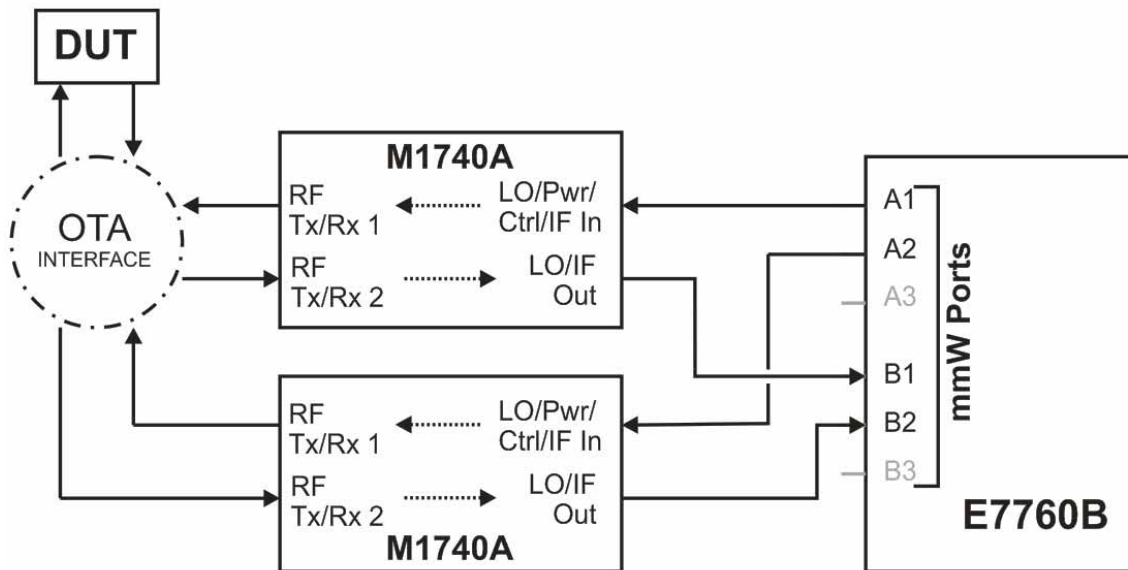 DUT
OTA
INTERFACE
M1740A
RF
Tx/Rx 1
LO/Pwr/
Ctrl/IF In
RF
Tx/Rx 2
LO/IF
Out
RF
Tx/Rx 1
LO/Pwr/
Ctrl/IF In
RF
Tx/Rx 2
LO/IF
Out
M1740A
A1
A2
A3
B1
B2
B3
mmW Ports
E7760B